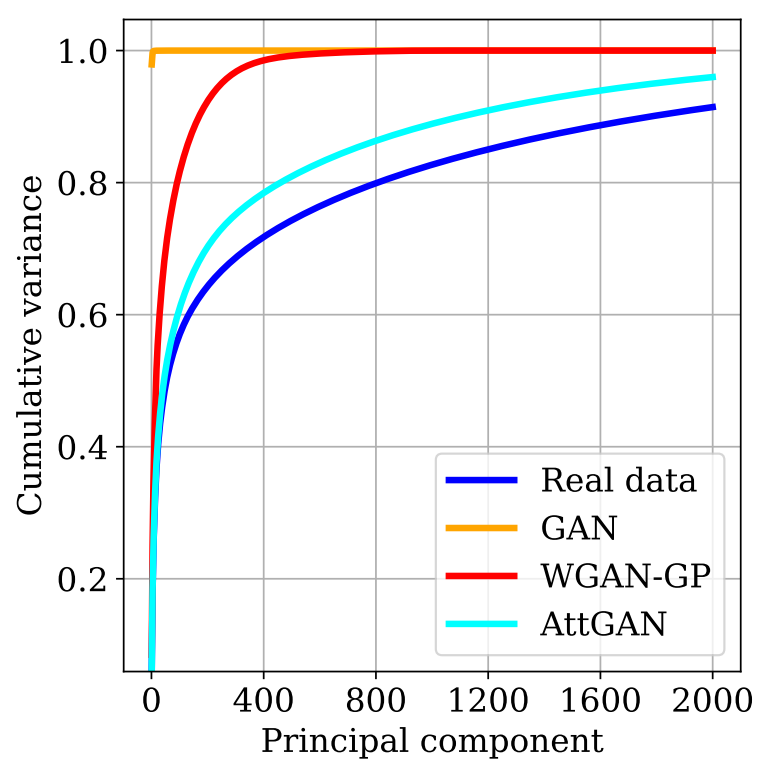 1.0
0.8
0.6
0.4
0.2
Cumulative variance
Real data
GAN
WGAN-GP
AttGAN
0 400 800 1200 1600 2000
Principal component